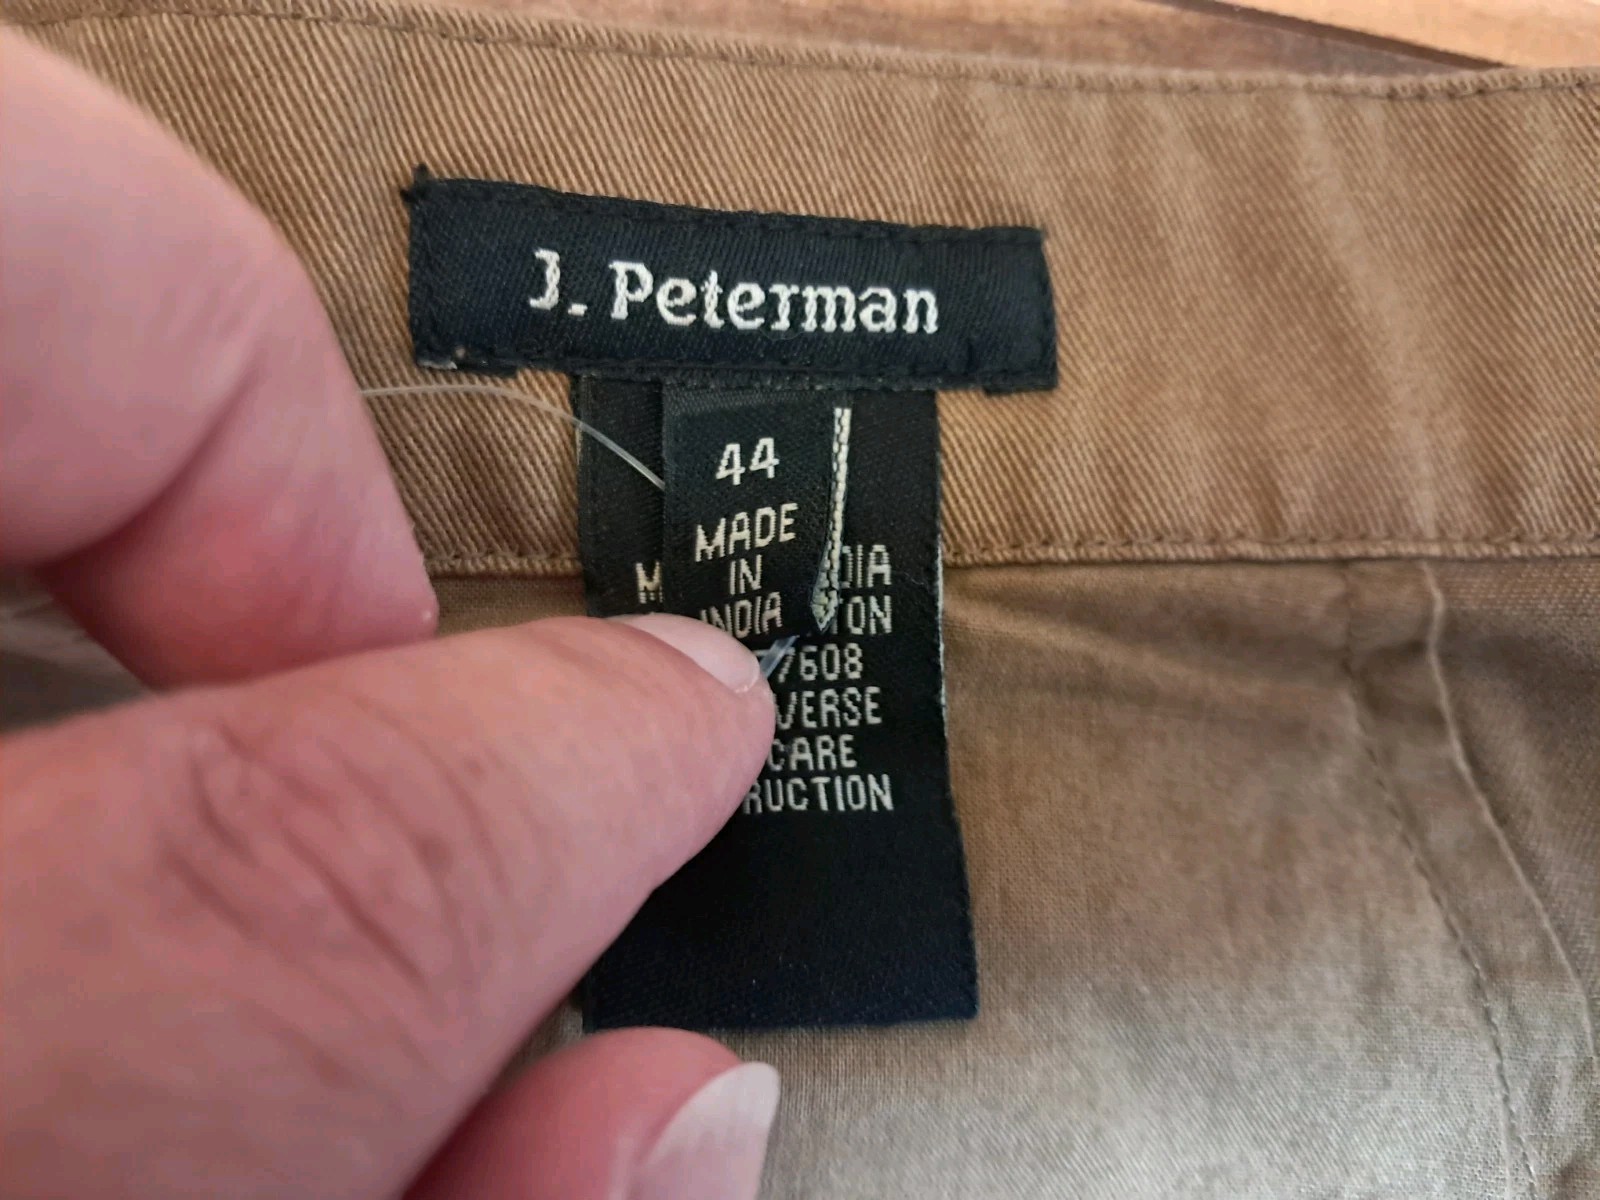 J. Peterman
44
MADE
IN
INDIA
M DIA
TON
7608
VERSE
CARE
RUCTION